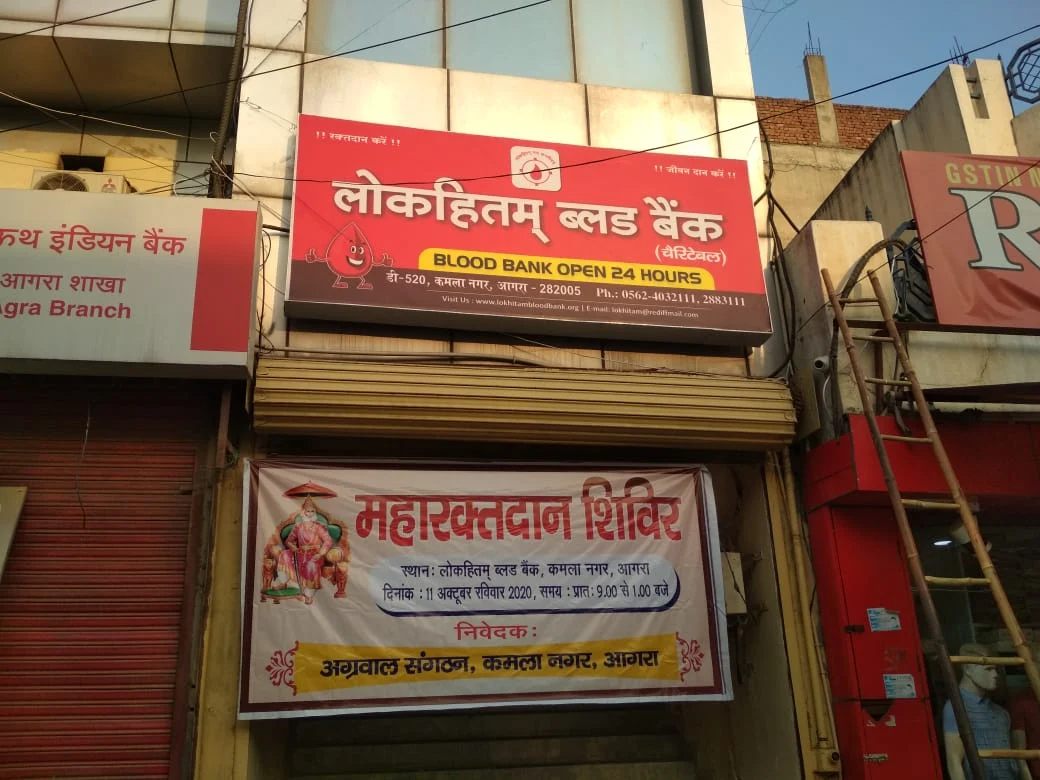 !! रक्तदान करें !!
!! जीवन दान करें !!
लोकहितम् ब्लड बैंक
(चैरिटेबल)
BLOOD BANK OPEN 24 HOURS
डी-520, कमला नगर, आगरा - 282005 Ph.: 0562-4032111, 2883111
Visit Us : www.lokhitambloodbank.org | E-mail: lokhitam@rediffmail.com
कथ इंडियन बैंक
आगरा शाखा
Agra Branch
GSTIN N
R
महारक्तदान शिविर
स्थान: लोकहितम् ब्लड बैंक, कमला नगर, आगरा
दिनांक : 11 अक्टूबर रविवार 2020, समय : प्रात: 9.00 से 1.00 बजे
निवेदक :
अग्रवाल संगठन, कमला नगर, आगरा